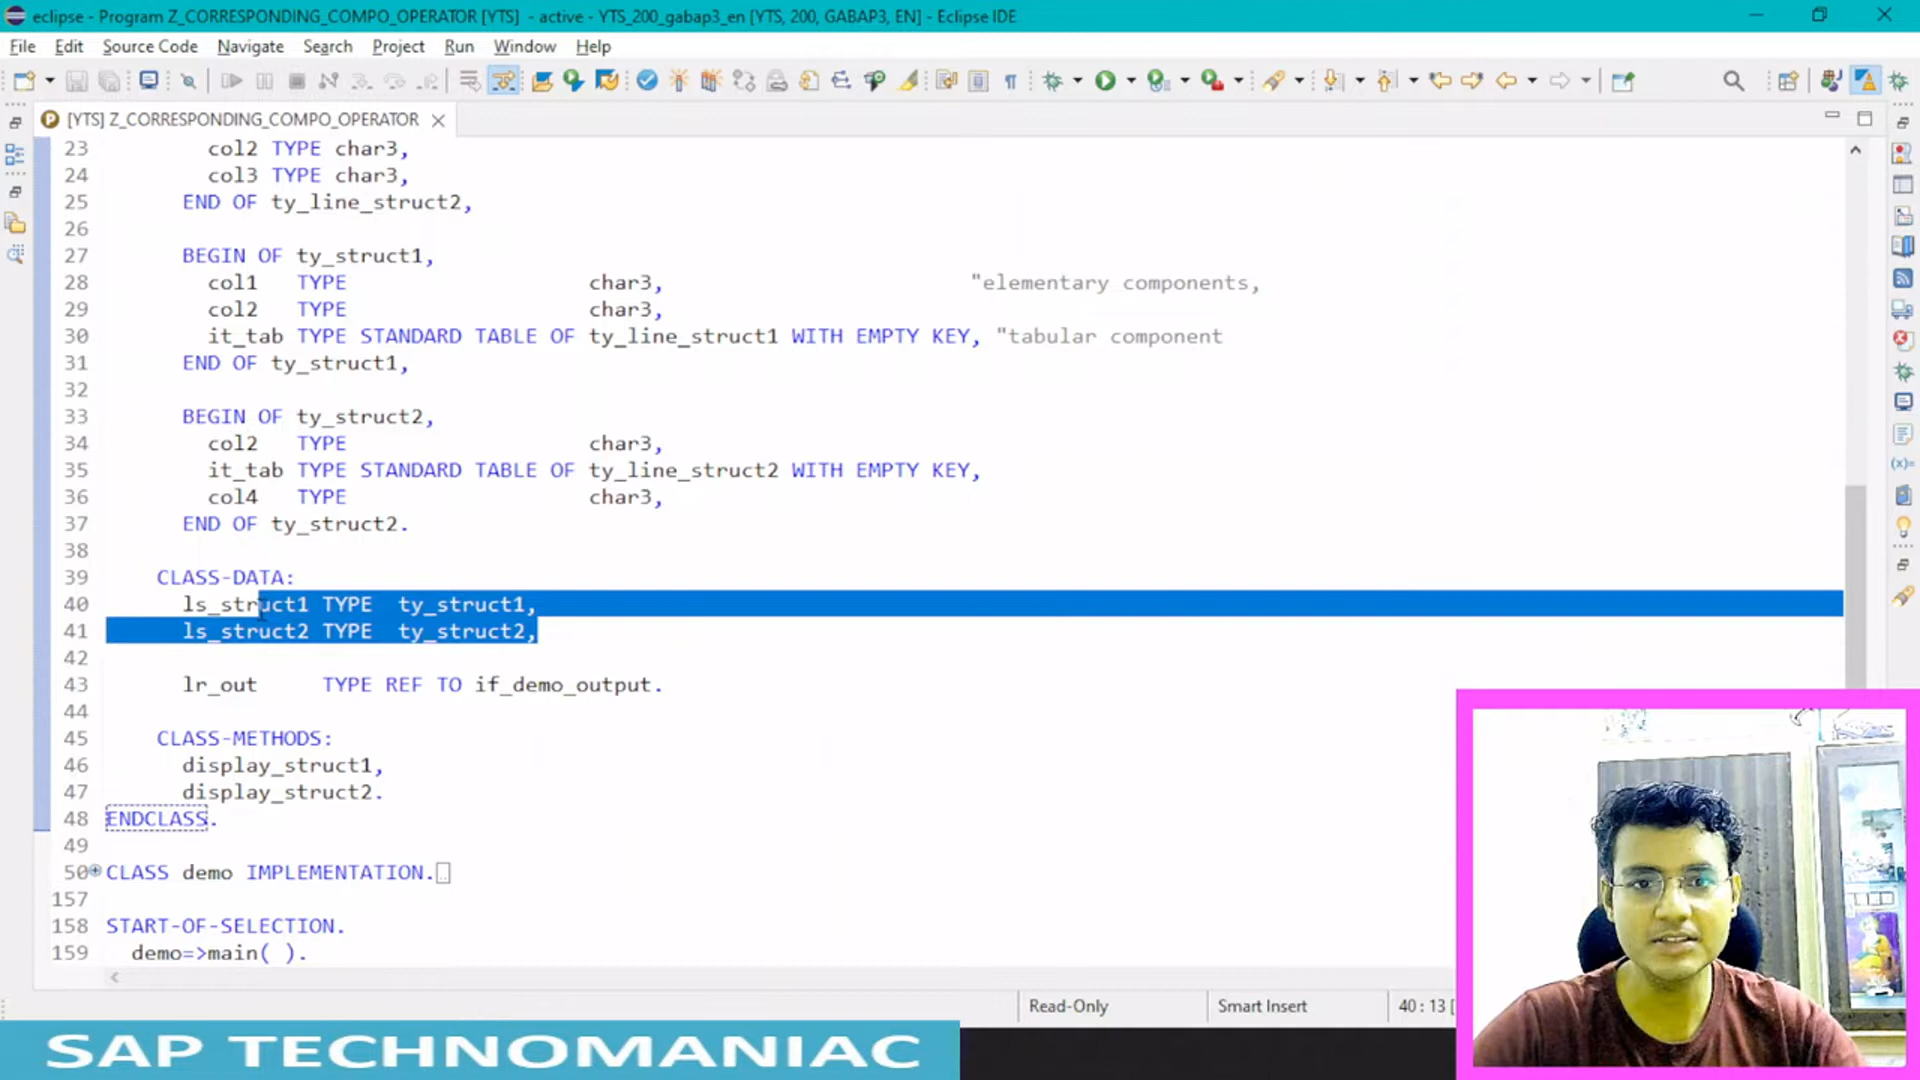 eclipse - Program Z_CORRESPONDING_COMPO_OPERATOR [YTS] - active - YTS_200_gabap3_en [YTS, 200, GABAP3, EN] - Eclipse IDE
File Edit Source Code Navigate Search Project Run Window Help
[YTS] Z_CORRESPONDING_COMPO_OPERATOR
23 col2 TYPE char3,
24 col3 TYPE char3,
25 END OF ty_line_struct2,
26
27 BEGIN OF ty_struct1,
28 col1 TYPE char3, "elementary components,
29 col2 TYPE char3,
30 it_tab TYPE STANDARD TABLE OF ty_line_struct1 WITH EMPTY KEY, "tabular component
31 END OF ty_struct1,
32
33 BEGIN OF ty_struct2,
34 col2 TYPE char3,
35 it_tab TYPE STANDARD TABLE OF ty_line_struct2 WITH EMPTY KEY,
36 col4 TYPE char3,
37 END OF ty_struct2.
38
39 CLASS-DATA:
40 ls_struct1 TYPE ty_struct1,
41 ls_struct2 TYPE ty_struct2,
42
43 lr_out TYPE REF TO if_demo_output.
44
45 CLASS-METHODS:
46 display_struct1,
47 display_struct2.
48 ENDCLASS.
49
50 CLASS demo IMPLEMENTATION.
157
158 START-OF-SELECTION.
159 demo=>main( ).
Read-Only Smart Insert 40 : 13 [
SAP TECHNOMANIAC